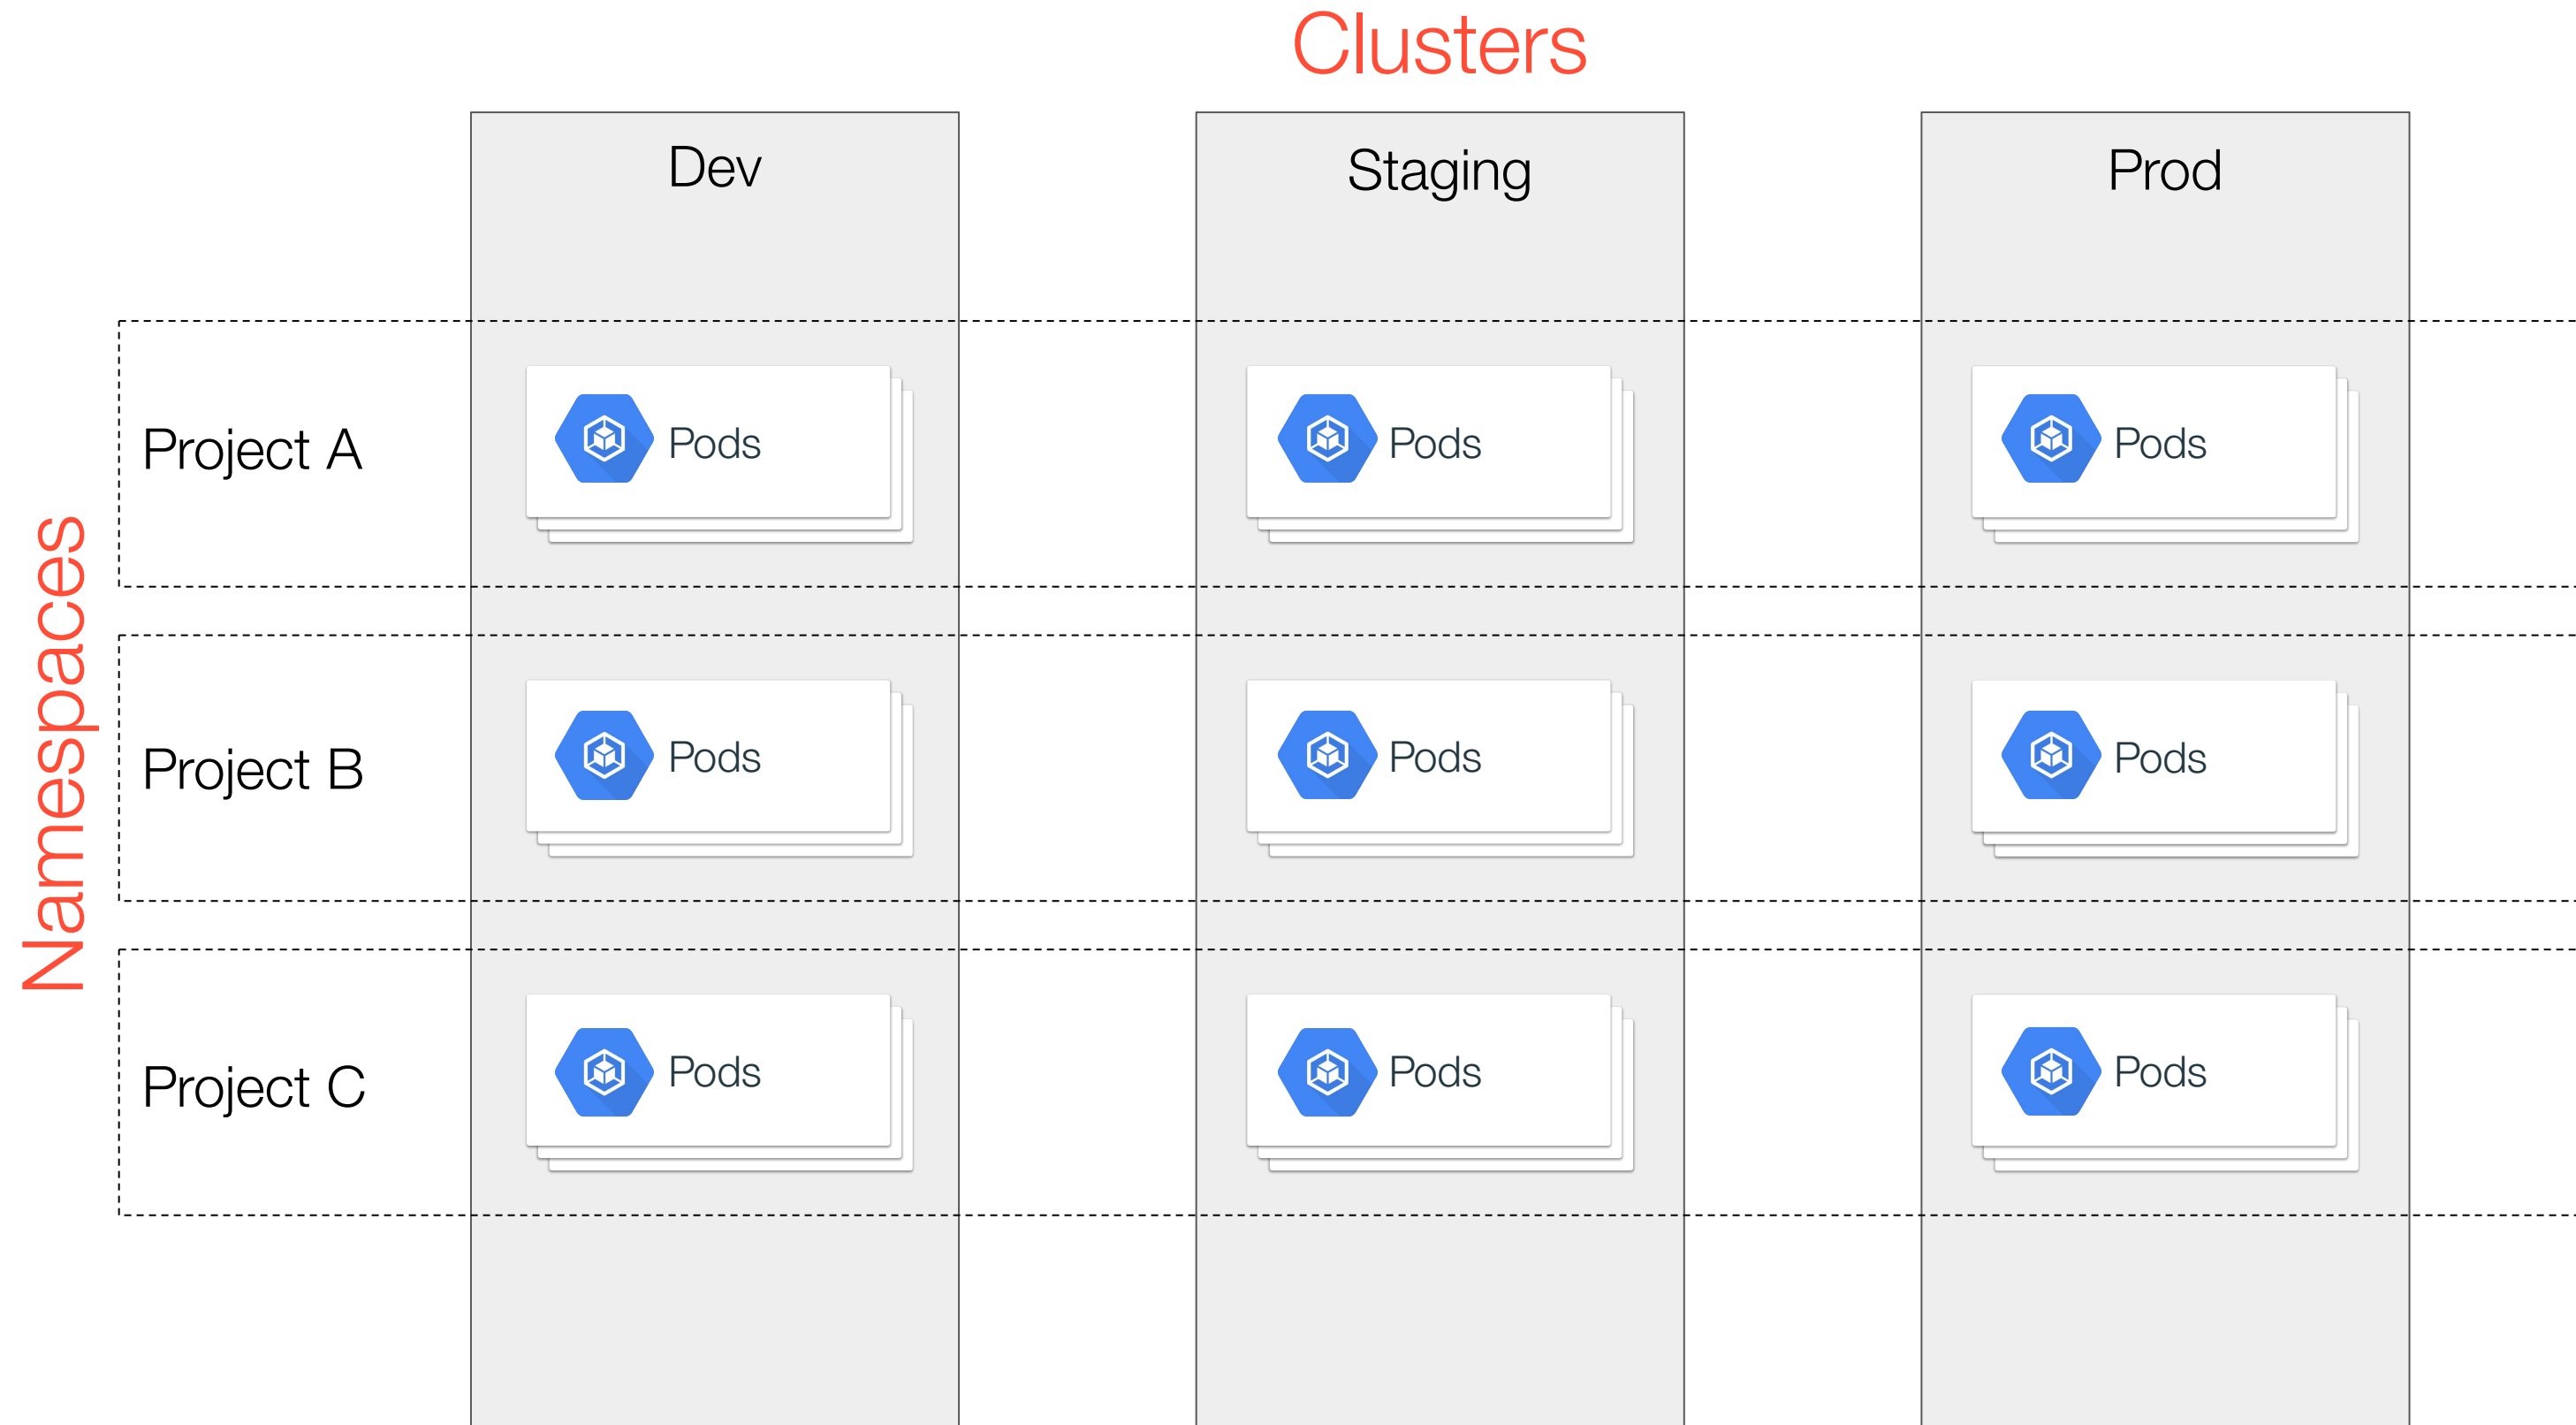 Clusters
Dev
Staging
Prod
Namespaces
Project A
Pods
Pods
Pods
Project B
Pods
Pods
Pods
Project C
Pods
Pods
Pods